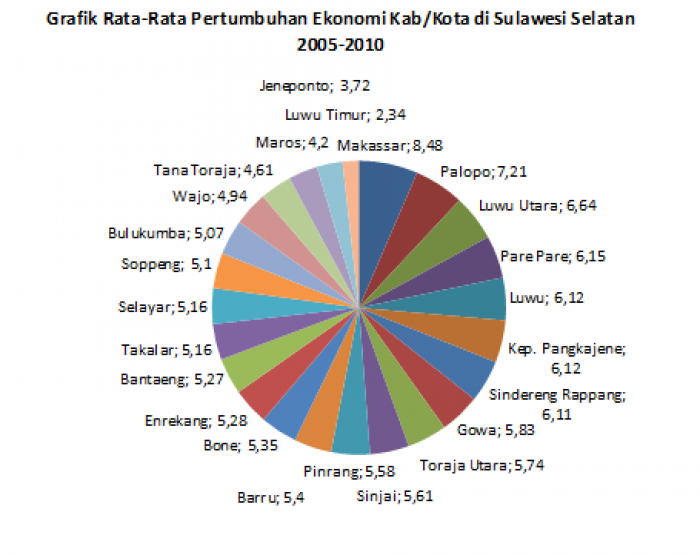 Grafik Rata-Rata Pertumbuhan Ekonomi Kab/Kota di Sulawesi Selatan
2005-2010
Jeneponto; 3,72
Luwu Timur; 2,34
Maros; 4,2
Makassar; 8,48
Tana Toraja; 4,61
Palopo; 7,21
Wajo; 4,94
Luwu Utara; 6,64
Bulukumba; 5,07
Pare Pare; 6,15
Soppeng; 5,1
Luwu; 6,12
Selayar; 5,16
Kep. Pangkajene;
6,12
Takalar; 5,16
Bantaeng; 5,27
Sindereng Rappang;
6,11
Enrekang; 5,28
Gowa; 5,83
Bone; 5,35
Toraja Utara; 5,74
Pinrang; 5,58
Barru; 5,4
Sinjai; 5,61